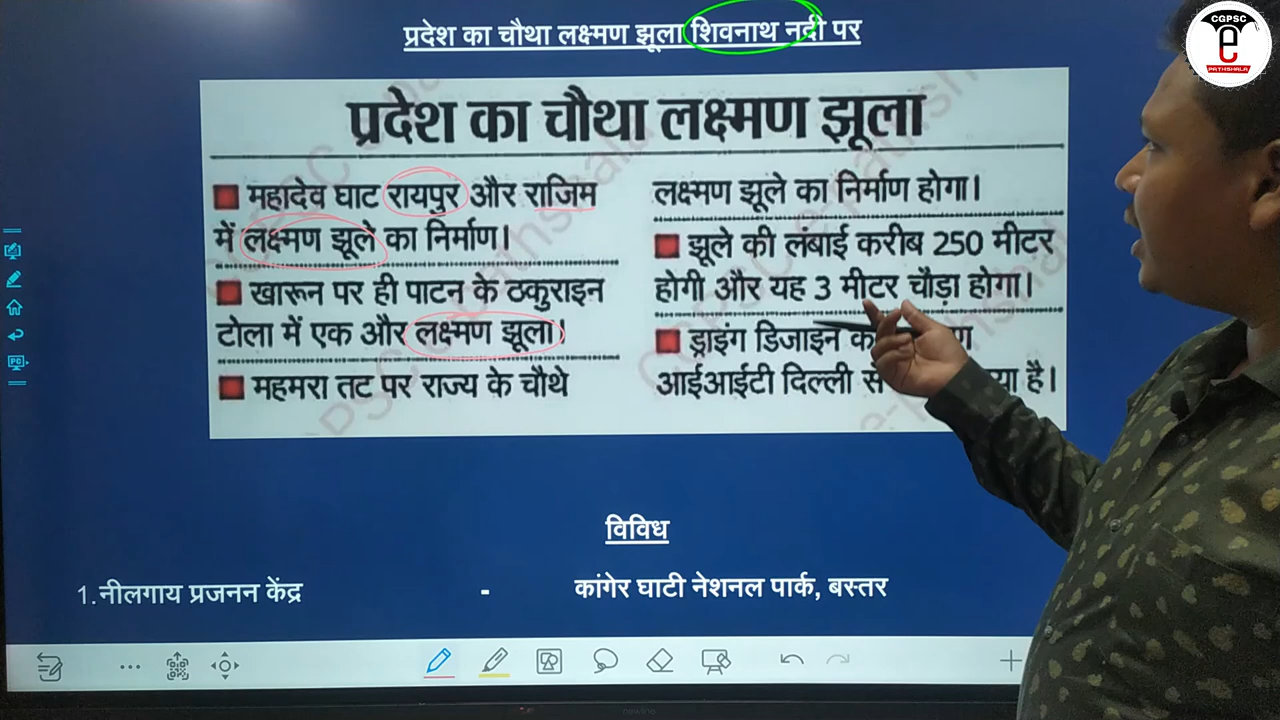 प्रदेश का चौथा लक्ष्मण झूला शिवनाथ नदी पर
प्रदेश का चौथा लक्ष्मण झूला
महादेव घाट रायपुर और राजिम
में लक्ष्मण झूले का निर्माण।
खारून पर ही पाटन के ठकुराइन
टोला में एक और लक्ष्मण झूला।
महमरा तट पर राज्य के चौथे
लक्ष्मण झूले का निर्माण होगा।
झूले की लंबाई करीब 250 मीटर
होगी और यह 3 मीटर चौड़ा होगा।
ड्राइंग डिजाइन
आईआईटी दिल्ली से है।
विविध
1. नीलगाय प्रजनन केंद्र - कांगेर घाटी नेशनल पार्क, बस्तर
CGPSC
e
PATHSHALA